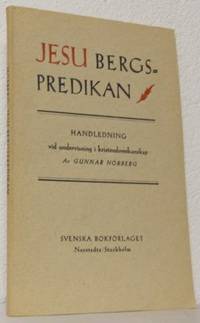 JESU BERGS-
PREDIKAN
HANDLEDNING
vid undervisning i kristendomskunskap
Av GUNNAR NORBERG
SVENSKA BOKFÖRLAGET
Norstedts/Stockholm